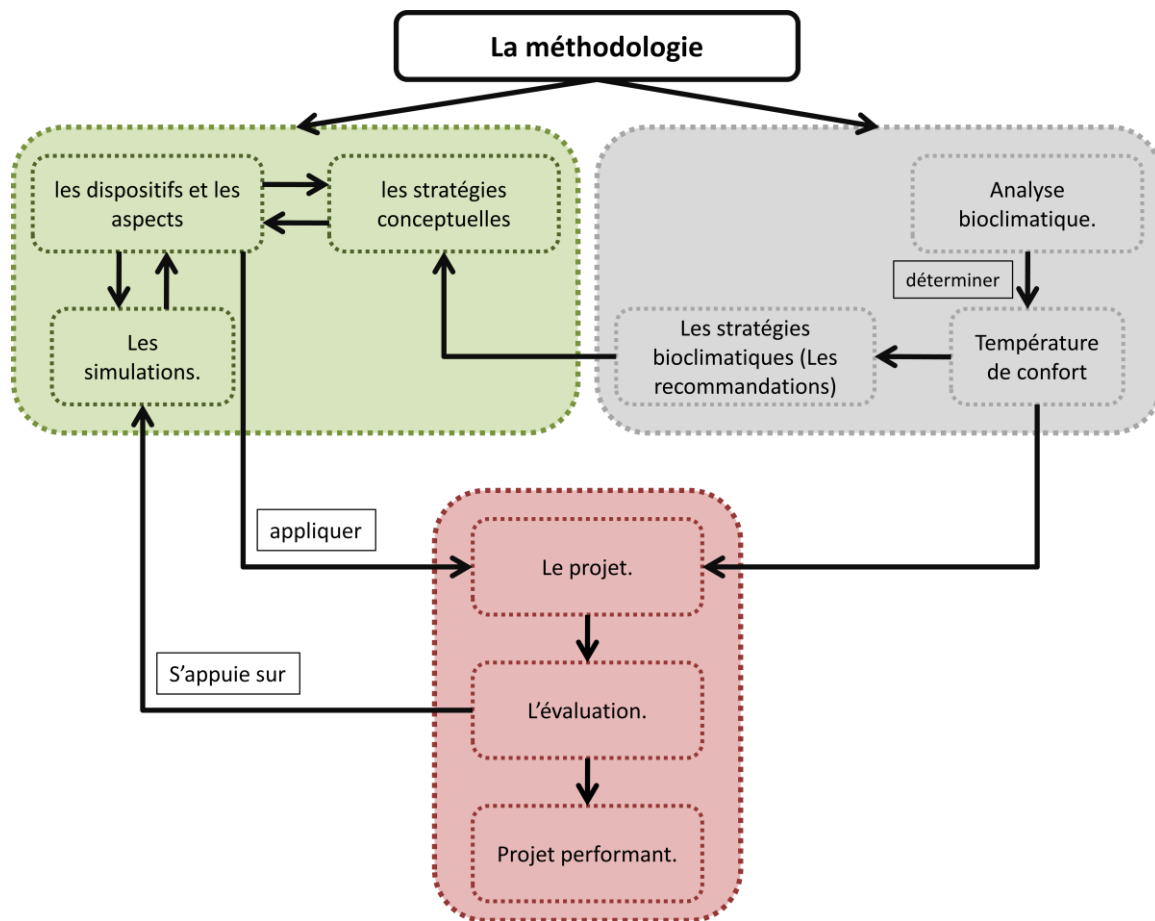 La méthodologie
les dispositifs et les
aspects
les stratégies
conceptuelles
Analyse
bioclimatique.
déterminer
Les
simulations.
Les stratégies
bioclimatiques (Les
recommandations)
Température
de confort
appliquer
Le projet.
S’appuie sur
L’évaluation.
Projet performant.